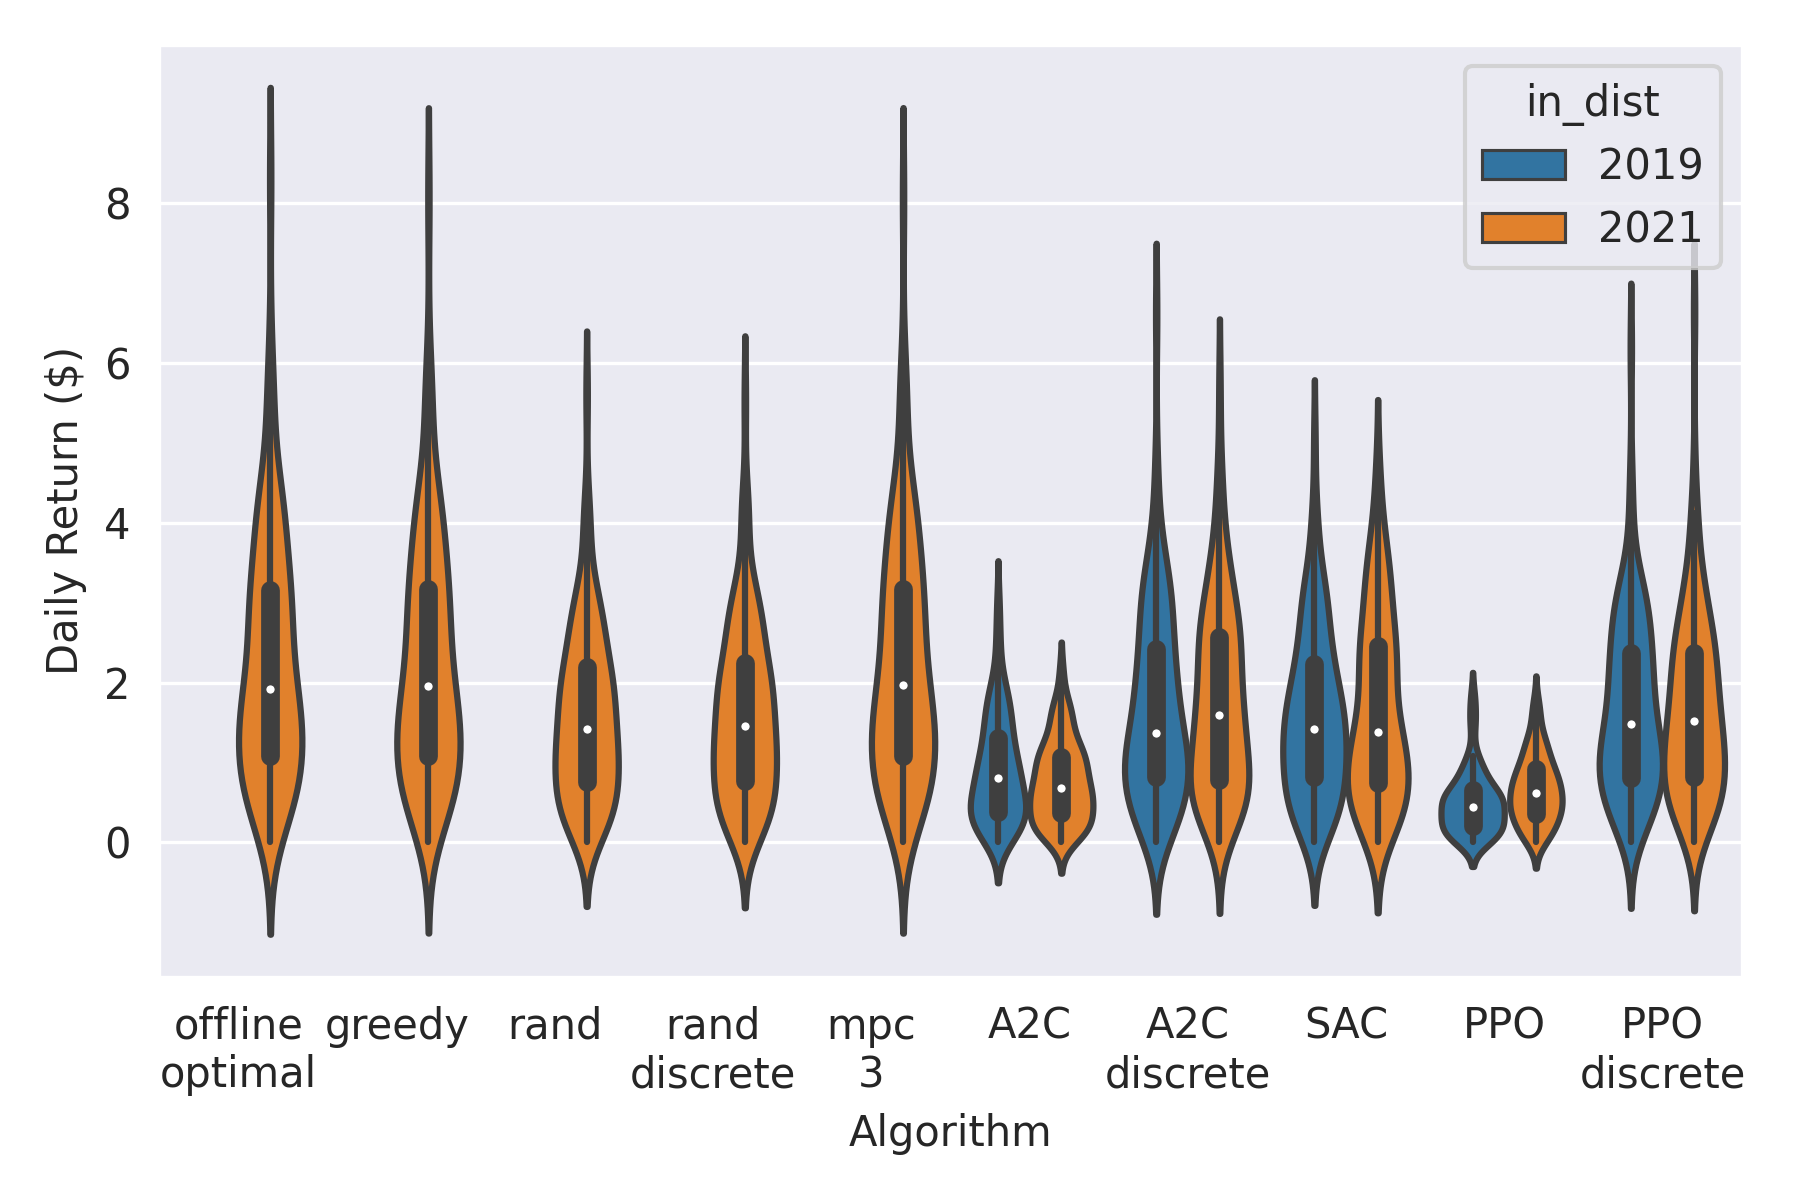 in_dist
2019
2021
Daily Return ($)
8
6
4
2
0
offline
optimal
greedy
rand
rand
discrete
mpc
3
A2C
A2C
discrete
SAC
PPO
PPO
discrete
Algorithm